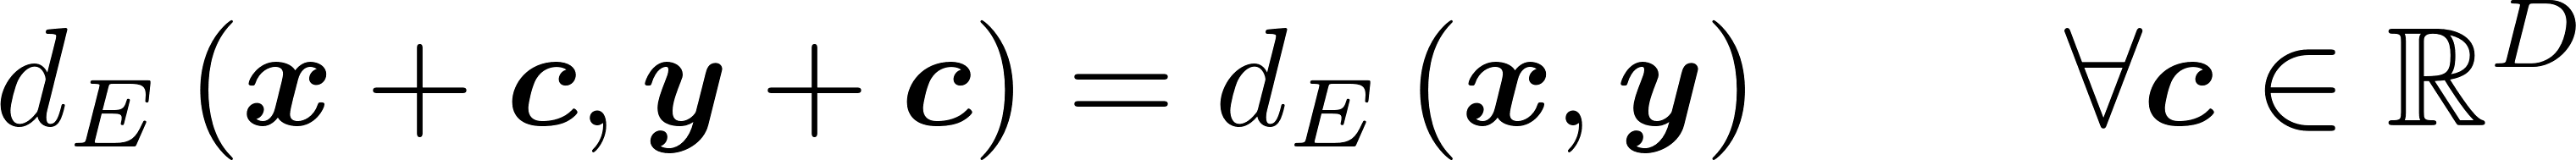 d_E (x + c, y + c) = d_E (x, y) ∀c ∈ ℝ^D